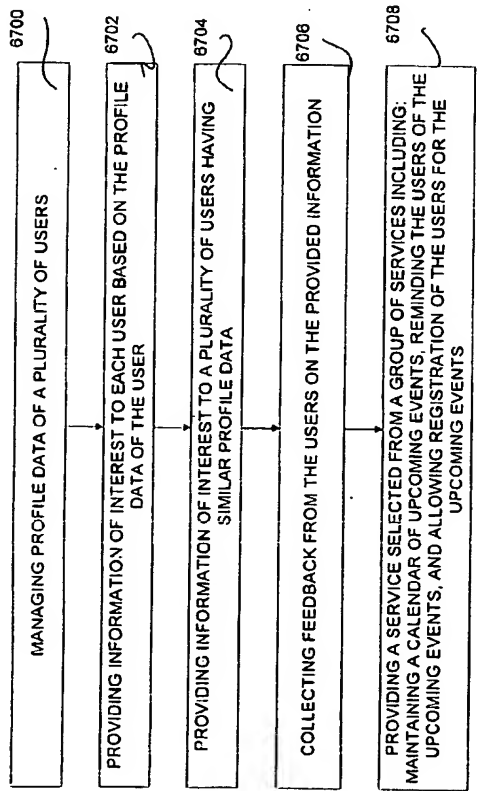 6700
MANAGING PROFILE DATA OF A PLURALITY OF USERS
6702
PROVIDING INFORMATION OF INTEREST TO EACH USER BASED ON THE PROFILE
DATA OF THE USER
6704
PROVIDING INFORMATION OF INTEREST TO A PLURALITY OF USERS HAVING
SIMILAR PROFILE DATA
6706
COLLECTING FEEDBACK FROM THE USERS ON THE PROVIDED INFORMATION
6708
PROVIDING A SERVICE SELECTED FROM A GROUP OF SERVICES INCLUDING:
MAINTAINING A CALENDAR OF UPCOMING EVENTS, REMINDING THE USERS OF THE
UPCOMING EVENTS, AND ALLOWING REGISTRATION OF THE USERS FOR THE
UPCOMING EVENTS